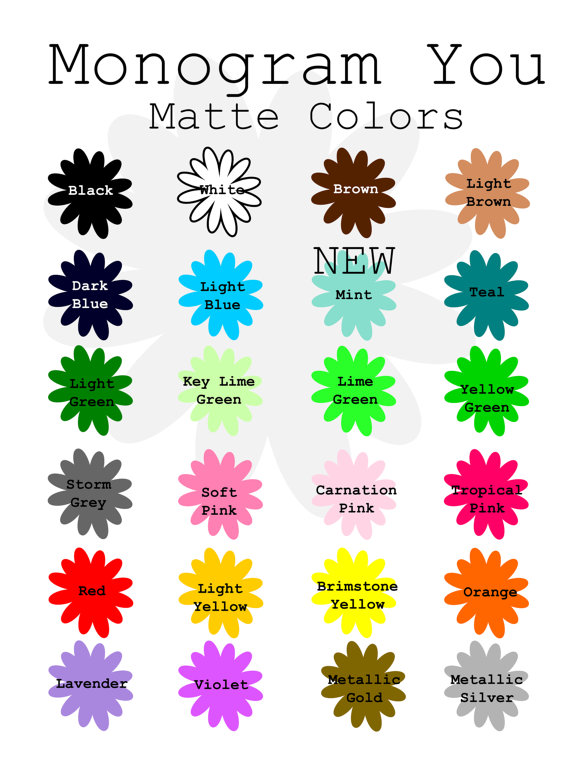 Monogram You
Matte Colors
Black
White
Brown
Light
Brown
Dark
Blue
Light
Blue
NEW
Mint
Teal
Light
Green
Key Lime
Green
Lime
Green
Yellow
Green
Storm
Grey
Soft
Pink
Carnation
Pink
Tropical
Pink
Red
Light
Yellow
Brimstone
Yellow
Orange
Lavender
Violet
Metallic
Gold
Metallic
Silver